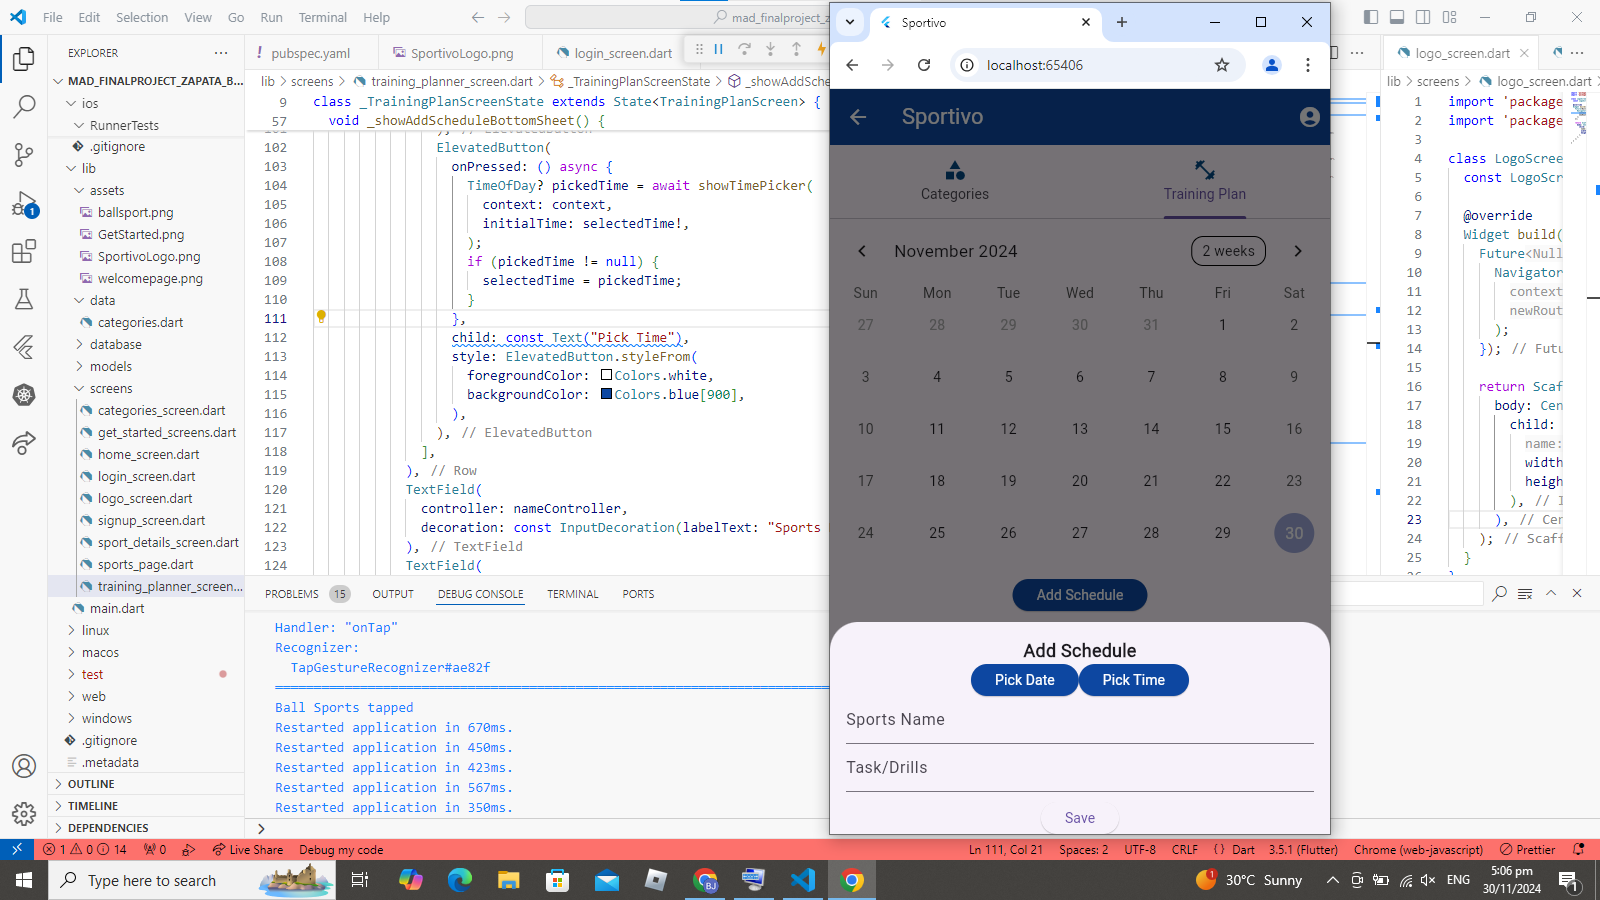 File Edit Selection View Go Run Terminal Help
mad_finalproject_z
EXPLORER
MAD_FINALPROJECT_ZAPATA_B...
ios
RunnerTests
.gitignore
lib
assets
ballsport.png
GetStarted.png
SportivoLogo.png
welcomepage.png
data
categories.dart
database
models
screens
categories_screen.dart
get_started_screens.dart
home_screen.dart
login_screen.dart
logo_screen.dart
signup_screen.dart
sport_details_screen.dart
sports_page.dart
training_planner_screen...
main.dart
linux
macos
test
web
windows
.gitignore
.metadata
OUTLINE
TIMELINE
DEPENDENCIES
1
pubspec.yaml
SportivoLogo.png
login_screen.dart
lib > screens > training_planner_screen.dart > _TrainingPlanScreenState > _showAddSche
9 class _TrainingPlanScreenState extends State<TrainingPlanScreen> {
57 void _showAddScheduleBottomSheet() {
102 ElevatedButton(
103 onPressed: () async {
104 TimeOfDay? pickedTime = await showTimePicker(
105 context: context,
106 initialTime: selectedTime!,
107 );
108 if (pickedTime != null) {
109 selectedTime = pickedTime;
110 }
111 },
112 child: const Text("Pick Time"),
113 style: ElevatedButton.styleFrom(
114 foregroundColor: Colors.white,
115 backgroundColor: Colors.blue[900],
116 ),
117 ), // ElevatedButton
118 ],
119 ), // Row
120 TextField(
121 controller: nameController,
122 decoration: const InputDecoration(labelText: "Sports
123 ), // TextField
124 TextField(
PROBLEMS 15 OUTPUT DEBUG CONSOLE TERMINAL PORTS
Handler: "onTap"
Recognizer:
TapGestureRecognizer#ae82f
Ball Sports tapped
Restarted application in 670ms.
Restarted application in 450ms.
Restarted application in 423ms.
Restarted application in 567ms.
Restarted application in 350ms.
Sportivo
localhost:65406
Sportivo
Categories
Training Plan
November 2024
2 weeks
Sun Mon Tue Wed Thu Fri Sat
27 28 29 30 31 1 2
3 4 5 6 7 8 9
10 11 12 13 14 15 16
17 18 19 20 21 22 23
24 25 26 27 28 29 30
Add Schedule
Add Schedule
Pick Date Pick Time
Sports Name
Task/Drills
Save
logo_screen.dart
lib > screens > logo_screen.dart
1 import 'package
2 import 'package
3
4 class LogoScree
5 const LogoScr
6
7 @override
8 Widget build(
9 Future<Null
10 Navigator
11 context
12 newRout
13 );
14 }); // Futu
15
16 return Scaf
17 body: Cen
18 child:
19 name:
20 width
21 heigh
22 ), // I
23 ), // Cen
24 ); // Scaff
25 }
1 0 14 0 Live Share Debug my code
Ln 111, Col 21 Spaces: 2 UTF-8 CRLF { } Dart 3.5.1 (Flutter) Chrome (web-javascript) Prettier
Type here to search
BJ
1
30°C Sunny
ENG
5:06 pm
30/11/2024
1